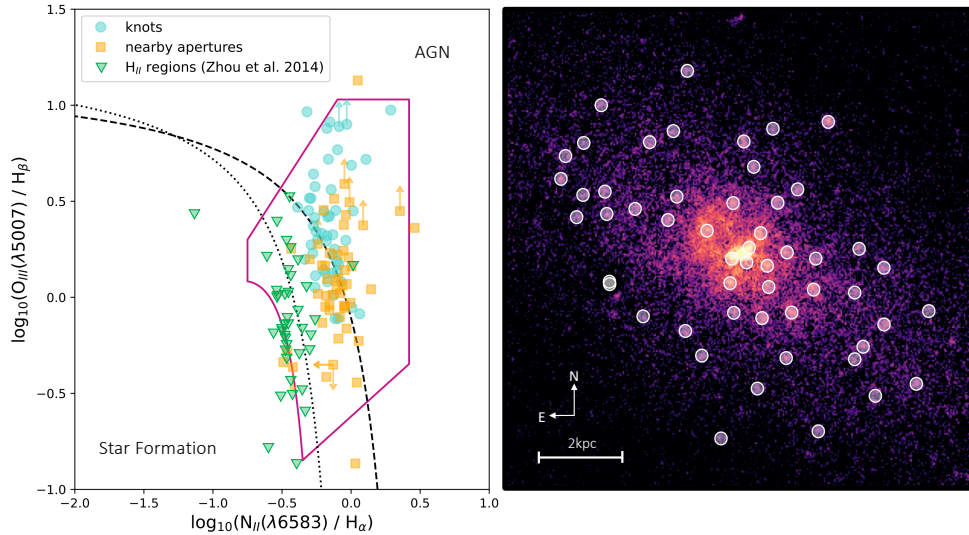 1.5
1.0
0.5
0.0
−0.5
−1.0
log₁₀(O_III(λ5007) / H_β)
knots
nearby apertures
H_II regions (Zhou et al. 2014)
AGN
Star Formation
−2.0 −1.5 −1.0 −0.5 0.0 0.5 1.0
log₁₀(N_II(λ6583) / H_α)
N
E
2kpc